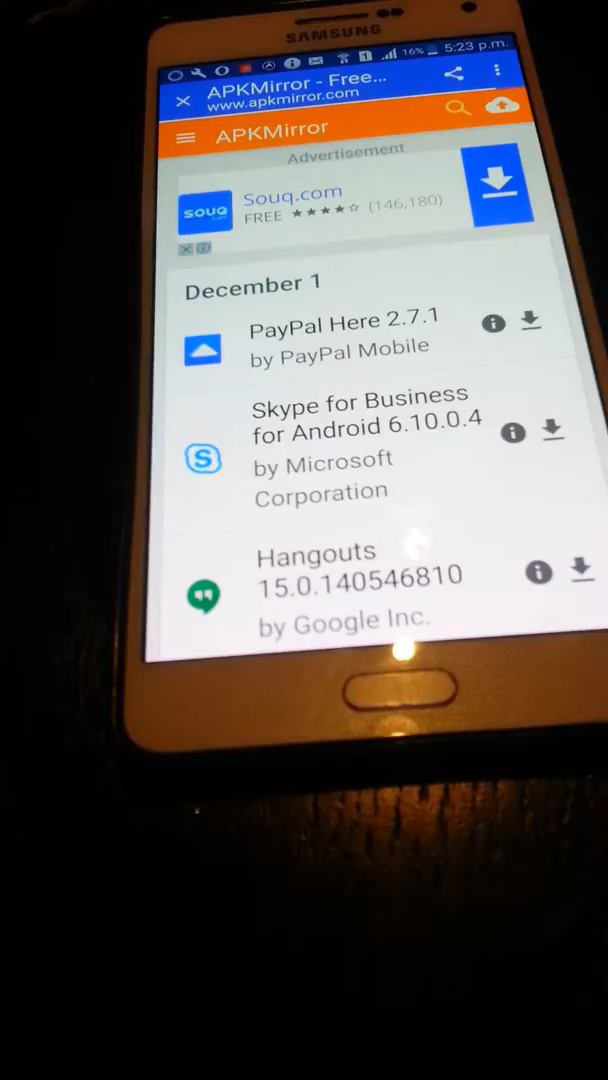 SAMSUNG
1 16% 5:23 p.m.
APKMirror - Free...
www.apkmirror.com
APKMirror
Advertisement
souq
Souq.com
FREE ★★★★☆ (146,180)
December 1
PayPal Here 2.7.1
by PayPal Mobile
Skype for Business
for Android 6.10.0.4
by Microsoft
Corporation
Hangouts
15.0.140546810
by Google Inc.